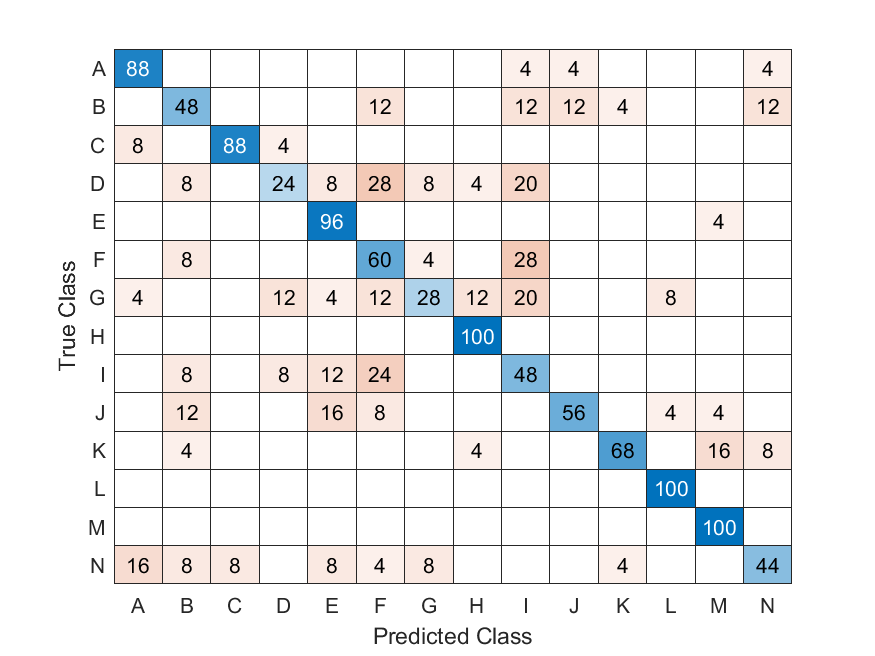 A 88 4 4 4
B 48 12 12 12 4 12
C 8 88 4
D 8 24 8 28 8 4 20
E 96 4
F 8 60 4 28
G 4 12 4 12 28 12 20 8
H 100
I 8 8 12 24 48
J 12 16 8 56 4 4
K 4 4 68 16 8
L 100
M 100
N 16 8 8 8 4 8 4 44
A B C D E F G H I J K L M N
Predicted Class
True Class